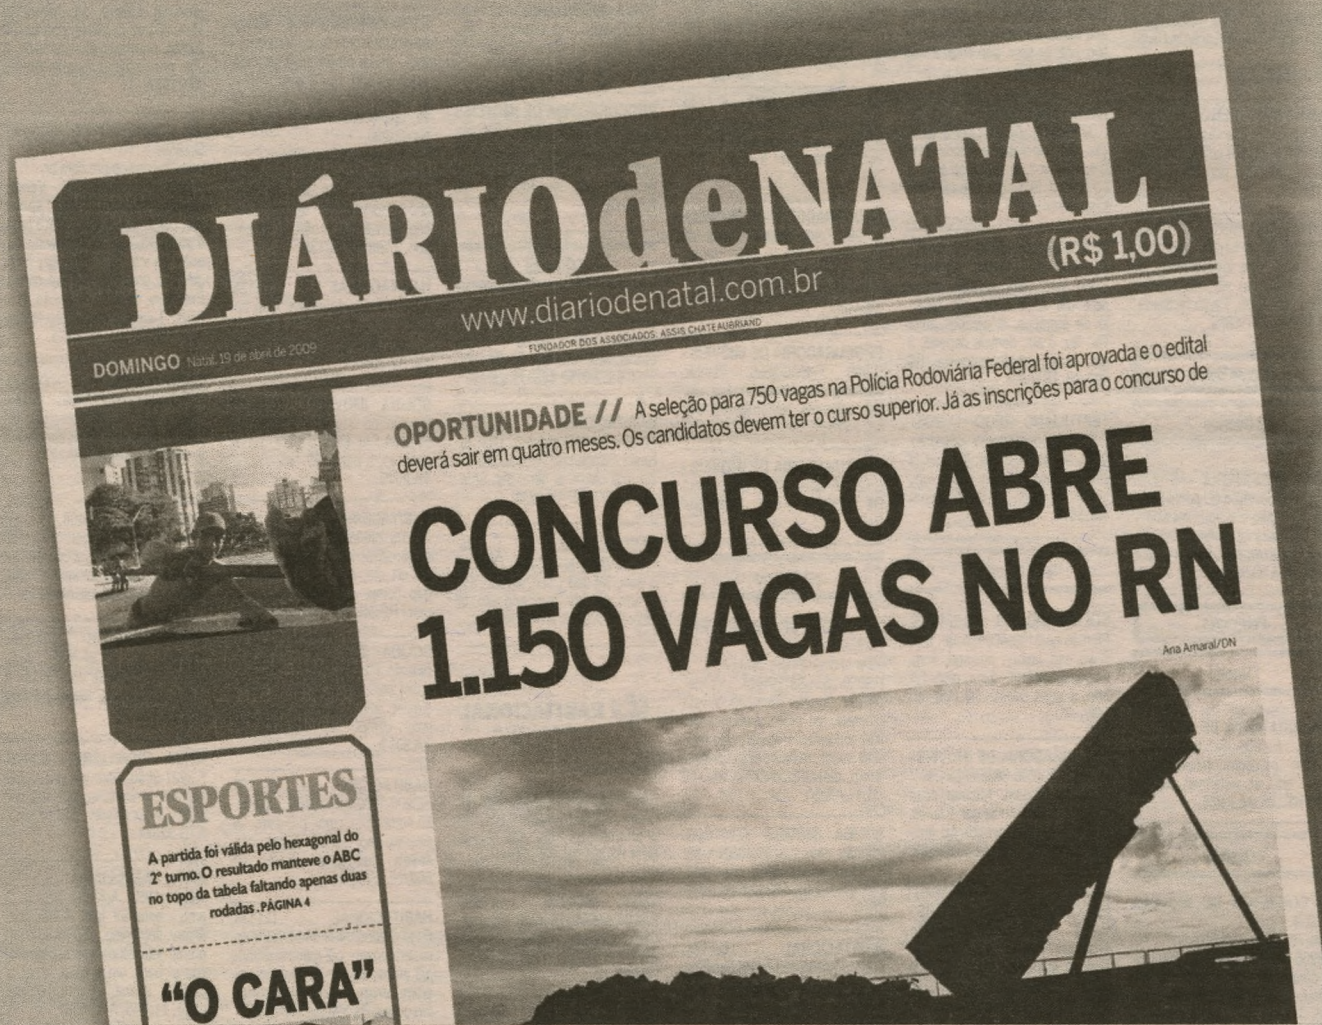 DIÁRIOdeNATAL
(R$ 1,00)
www.diariodenatal.com.br
DOMINGO Natal, 19 de abril de 2009
FUNDADOR DOS ASSOCIADOS: ASSIS CHATEAUBRIAND
OPORTUNIDADE // A seleção para 750 vagas na Polícia Rodoviária Federal foi aprovada e o edital
deverá sair em quatro meses. Os candidatos devem ter o curso superior. Já as inscrições para o concurso de
CONCURSO ABRE
1.150 VAGAS NO RN
Ana Amaral/DN
ESPORTES
A partida foi válida pelo hexagonal do
2º turno. O resultado manteve o ABC
no topo da tabela faltando apenas duas
rodadas .PÁGINA 4
“O CARA”